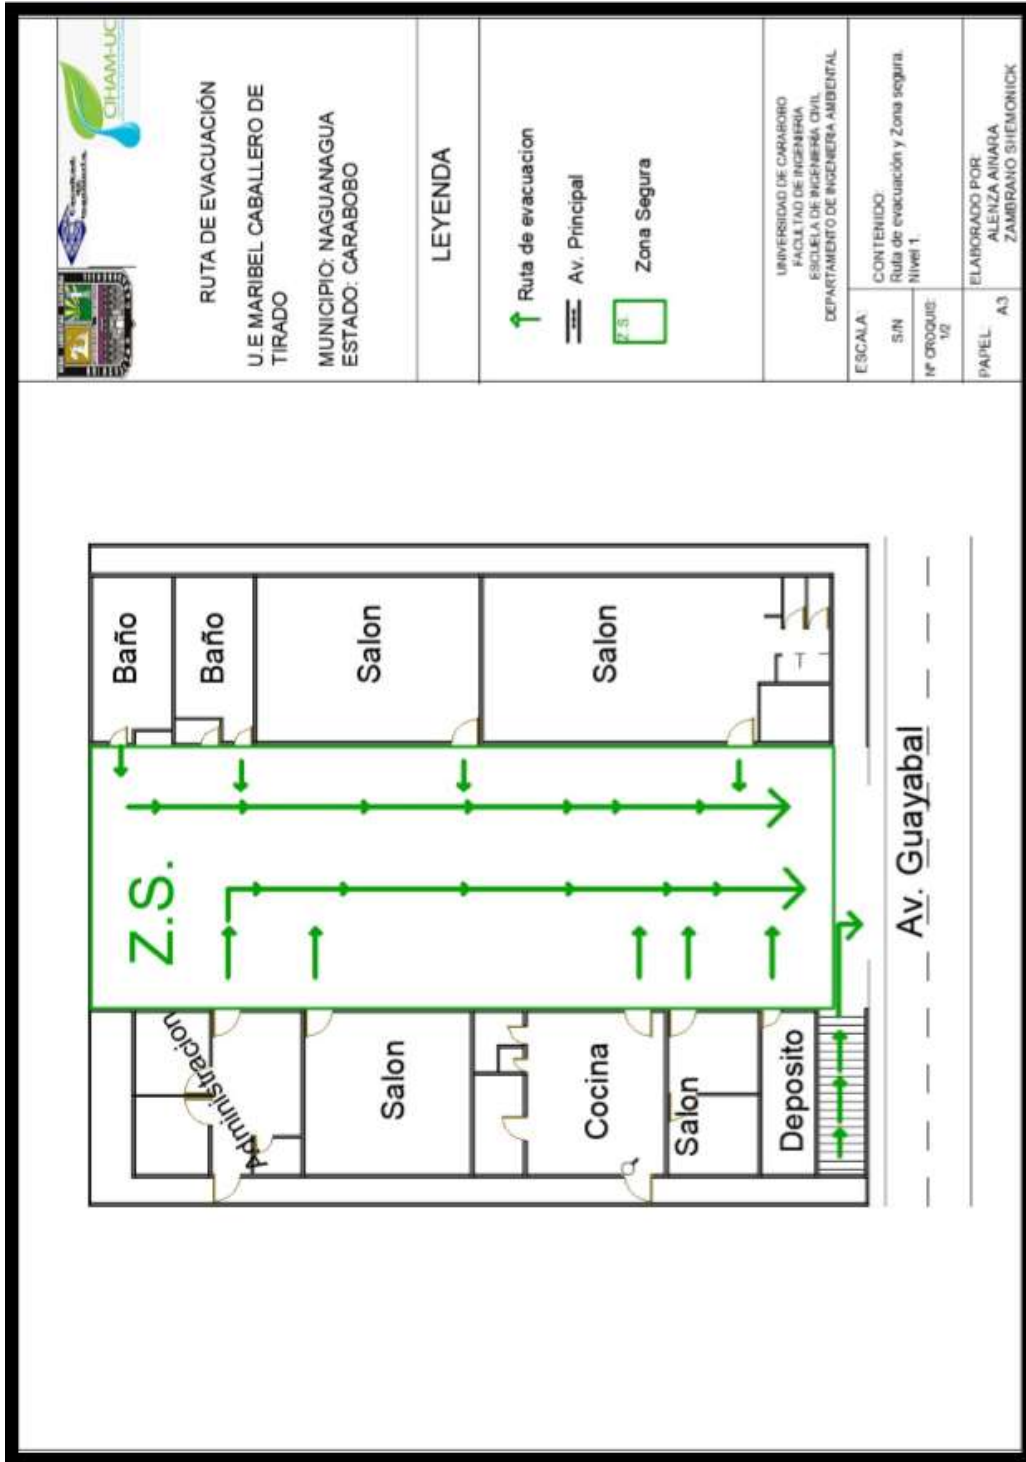 CIHAM-UC
RUTA DE EVACUACIÓN
U.E MARIBEL CABALLERO DE
TIRADO
MUNICIPIO: NAGUANAGUA
ESTADO: CARABOBO
LEYENDA
Ruta de evacuacion
Av. Principal
Z.S.
Zona Segura
UNIVERSIDAD DE CARABOBO
FACULTAD DE INGENIERIA
ESCUELA DE INGENIERIA CIVIL
DEPARTAMENTO DE INGENIERIA AMBIENTAL
ESCALA:
S/N
CONTENIDO:
Ruta de evacuación y Zona segura.
Nivel 1.
Nº CROQUIS:
1/2
PAPEL:
A3
ELABORADO POR:
ALENZA AINARA
ZAMBRANO SHEMONICK
Baño
Baño
Salon
Salon
Z.S.
Administracion
Salon
Cocina
Salon
Deposito
Av. Guayabal